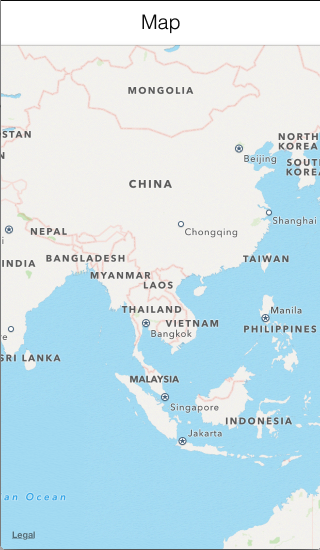 Map
MONGOLIA
STAN
NORTH
KOREA
N
Beijing
SOUTH
KOREA
CHINA
Shanghai
NEPAL
Chongqing
i
BANGLADESH
TAIWAN
INDIA
MYANMAR
LAOS
THAILAND
Manila
VIETNAM
PHILIPPINES
Bangkok
e
SRI LANKA
MALAYSIA
Singapore
INDONESIA
Jakarta
an Ocean
Legal